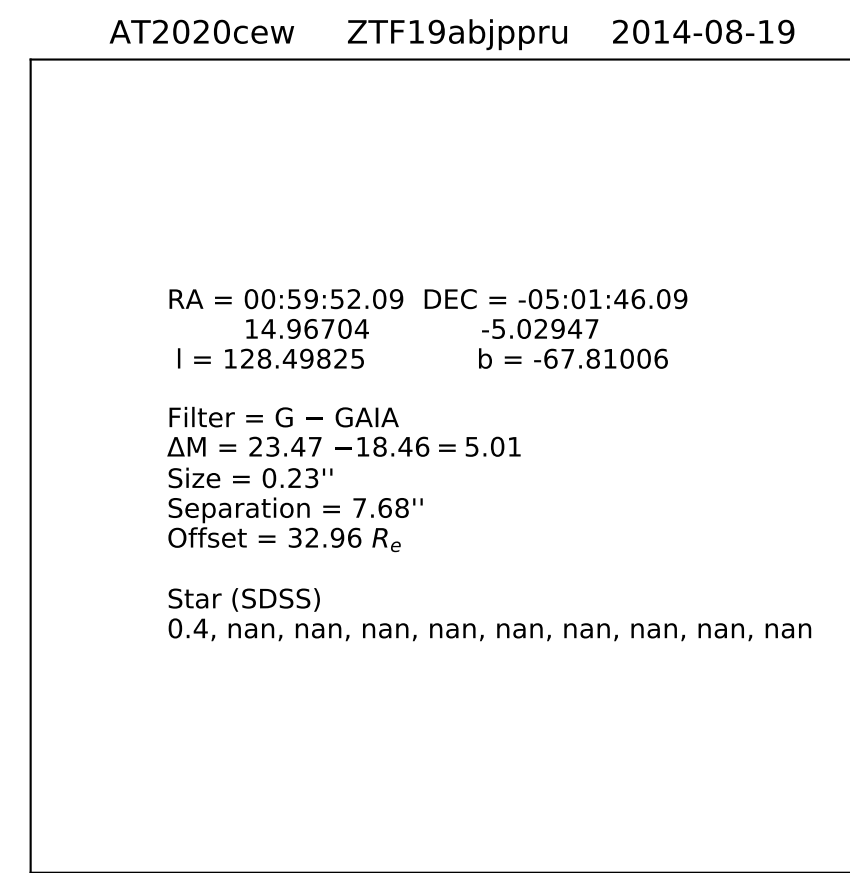 AT2020cew ZTF19abjppru 2014-08-19
RA = 00:59:52.09 DEC = -05:01:46.09
14.96704 -5.02947
l = 128.49825 b = -67.81006
Filter = G − GAIA
ΔM = 23.47 −18.46 = 5.01
Size = 0.23''
Separation = 7.68''
Offset = 32.96 Re
Star (SDSS)
0.4, nan, nan, nan, nan, nan, nan, nan, nan, nan